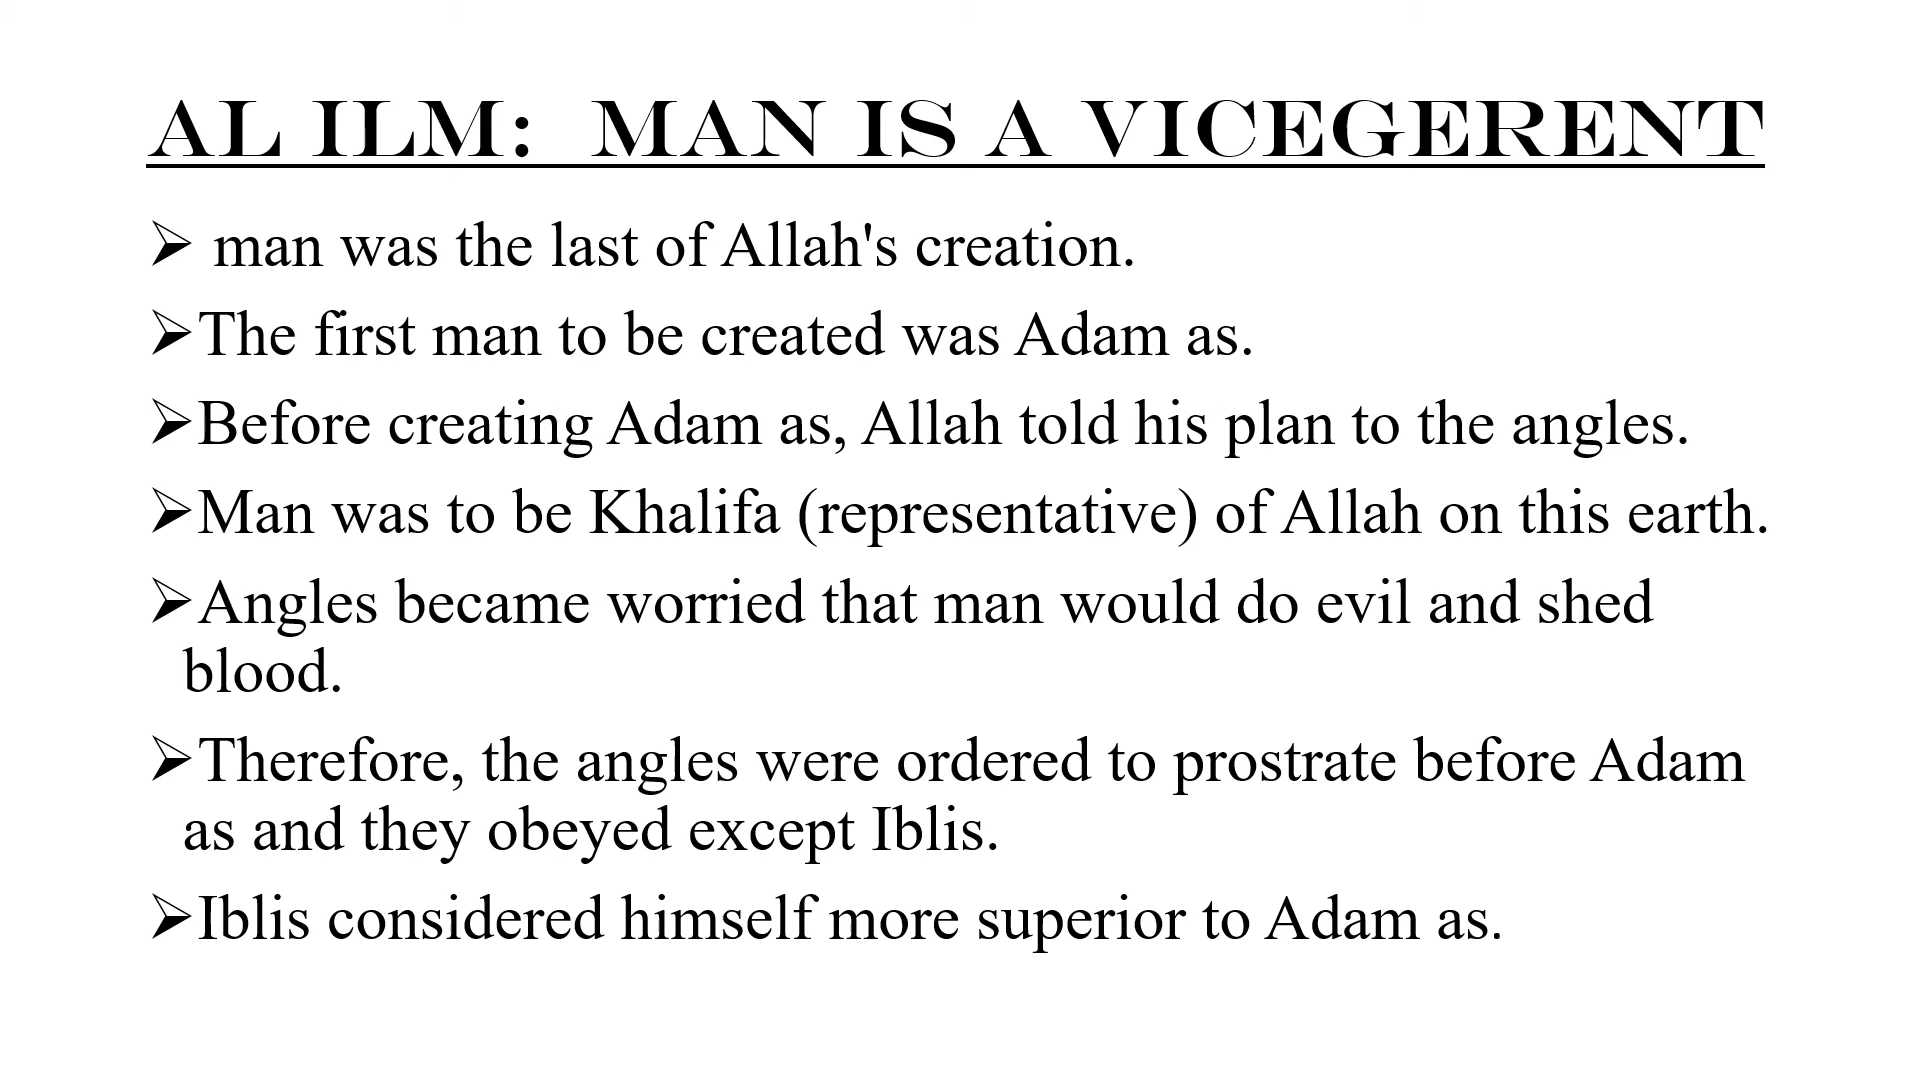 AL ILM: MAN IS A VICEGERENT
➢ man was the last of Allah's creation.
➢The first man to be created was Adam as.
➢Before creating Adam as, Allah told his plan to the angles.
➢Man was to be Khalifa (representative) of Allah on this earth.
➢Angles became worried that man would do evil and shed
blood.
➢Therefore, the angles were ordered to prostrate before Adam
as and they obeyed except Iblis.
➢Iblis considered himself more superior to Adam as.